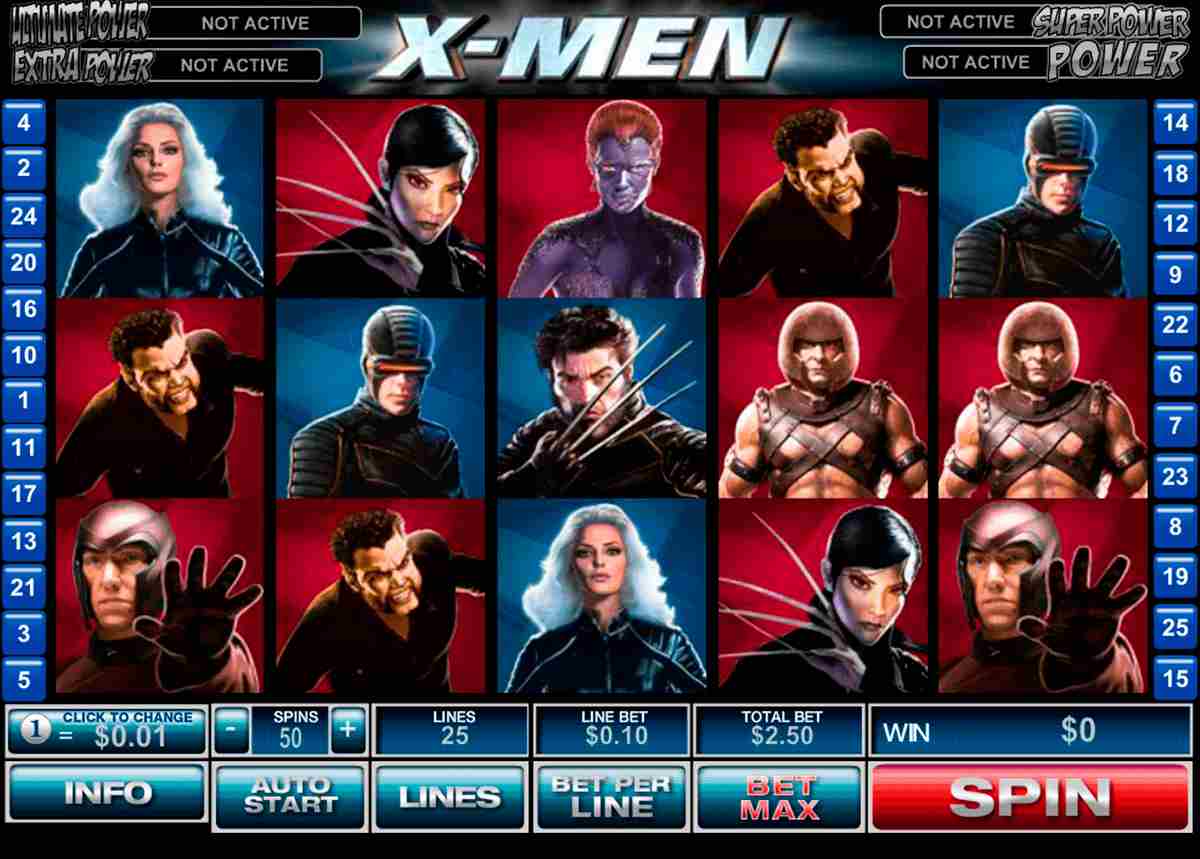 ULTIMATE POWER NOT ACTIVE
X-MEN
NOT ACTIVE SUPER POWER
EXTRA POWER NOT ACTIVE
NOT ACTIVE POWER
4
2
24
20
16
10
1
11
17
13
21
3
5
14
18
12
9
22
6
7
23
8
19
25
15
1 = CLICK TO CHANGE
$0.01
- SPINS +
50
LINES
25
LINE BET
$0.10
TOTAL BET
$2.50
WIN $0
INFO
AUTO
START
LINES
BET PER
LINE
BET
MAX
SPIN